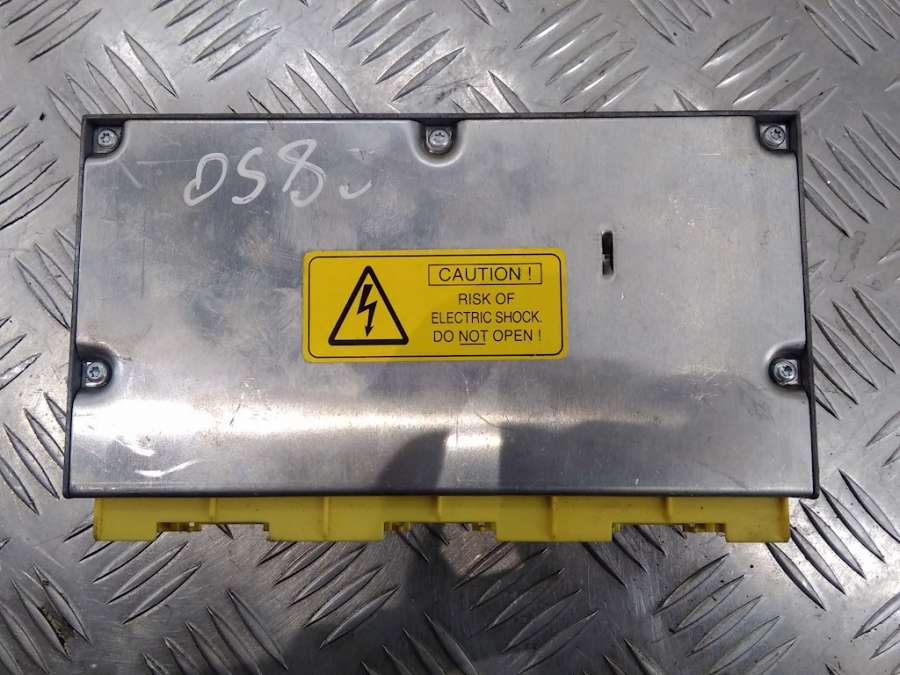 DS8
CAUTION !
RISK OF
ELECTRIC SHOCK.
DO NOT OPEN !